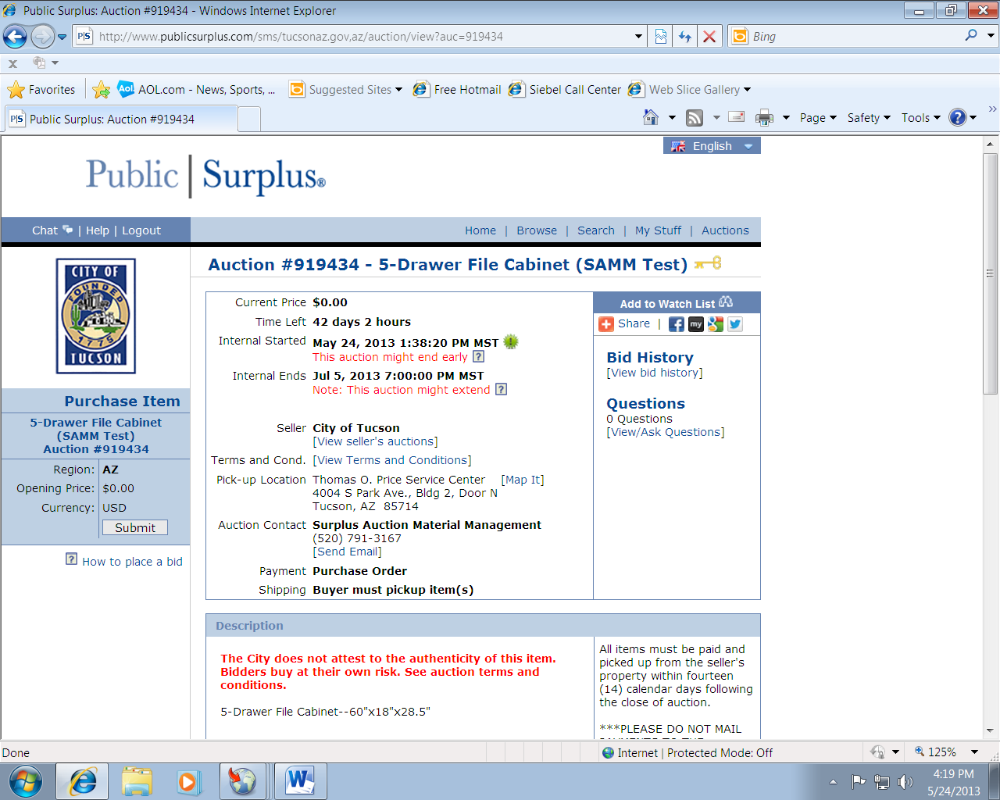 Public Surplus: Auction #919434 - Windows Internet Explorer
P|S http://www.publicsurplus.com/sms/tucsonaz.gov,az/auction/view?auc=919434
Bing
x
Favorites
AOL.com - News, Sports, ...
Suggested Sites
Free Hotmail
Siebel Call Center
Web Slice Gallery
P|S Public Surplus: Auction #919434
Page Safety Tools
English
Public | Surplus®
Chat | Help | Logout
Home | Browse | Search | My Stuff | Auctions
CITY OF
FOUNDED
1775
TUCSON
Auction #919434 - 5-Drawer File Cabinet (SAMM Test)
Purchase Item
5-Drawer File Cabinet
(SAMM Test)
Auction #919434
Region: AZ
Opening Price: $0.00
Currency: USD
Submit
How to place a bid
Current Price $0.00
Time Left 42 days 2 hours
Internal Started May 24, 2013 1:38:20 PM MST
This auction might end early ?
Internal Ends Jul 5, 2013 7:00:00 PM MST
Note: This auction might extend ?
Seller City of Tucson
[View seller's auctions]
Terms and Cond. [View Terms and Conditions]
Pick-up Location Thomas O. Price Service Center [Map It]
4004 S Park Ave., Bldg 2, Door N
Tucson, AZ 85714
Auction Contact Surplus Auction Material Management
(520) 791-3167
[Send Email]
Payment Purchase Order
Shipping Buyer must pickup item(s)
Add to Watch List
Share |
Bid History
[View bid history]
Questions
0 Questions
[View/Ask Questions]
Description
The City does not attest to the authenticity of this item.
Bidders buy at their own risk. See auction terms and
conditions.
5-Drawer File Cabinet--60"x18"x28.5"
All items must be paid and
picked up from the seller's
property within fourteen
(14) calendar days following
the close of auction.
***PLEASE DO NOT MAIL
PAYMENTS TO THE
Done
Internet | Protected Mode: Off
125%
4:19 PM
5/24/2013